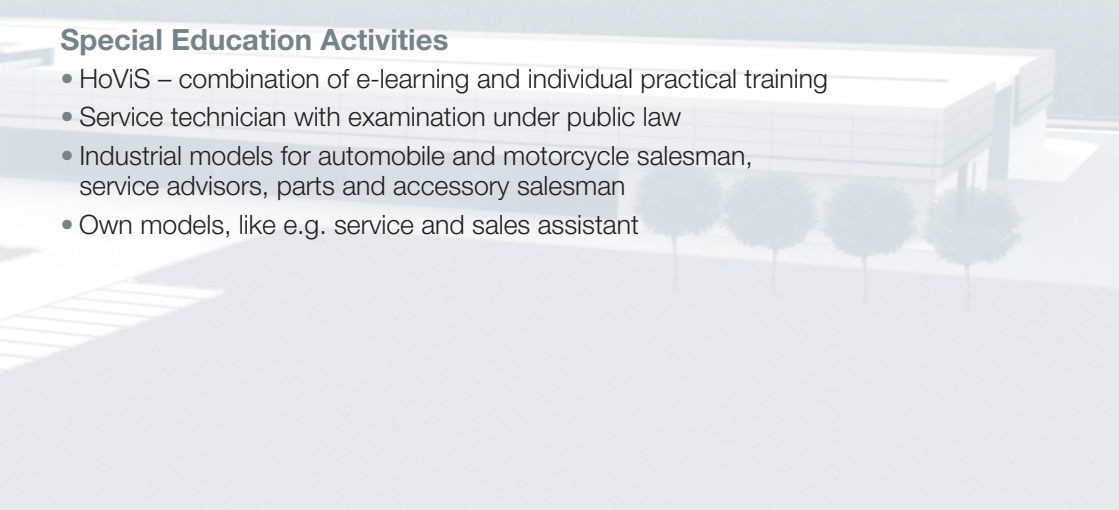 Special Education Activities
• HoViS – combination of e-learning and individual practical training
• Service technician with examination under public law
• Industrial models for automobile and motorcycle salesman,
service advisors, parts and accessory salesman
• Own models, like e.g. service and sales assistant